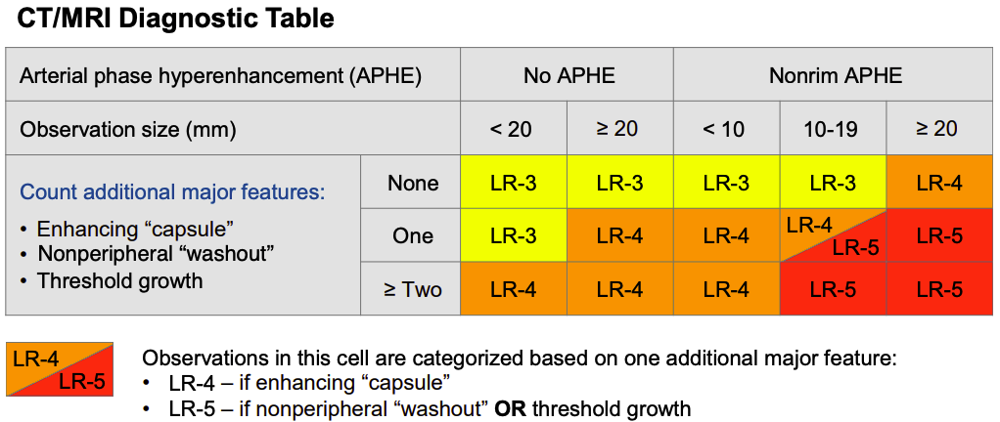 CT/MRI Diagnostic Table
Arterial phase hyperenhancement (APHE) No APHE Nonrim APHE
Observation size (mm) < 20 ≥ 20 < 10 10-19 ≥ 20
Count additional major features:
• Enhancing “capsule”
• Nonperipheral “washout”
• Threshold growth
None LR-3 LR-3 LR-3 LR-3 LR-4
One LR-3 LR-4 LR-4 LR-4 LR-5 LR-5
≥ Two LR-4 LR-4 LR-4 LR-5 LR-5
LR-4
LR-5
Observations in this cell are categorized based on one additional major feature:
• LR-4 – if enhancing “capsule”
• LR-5 – if nonperipheral “washout” OR threshold growth